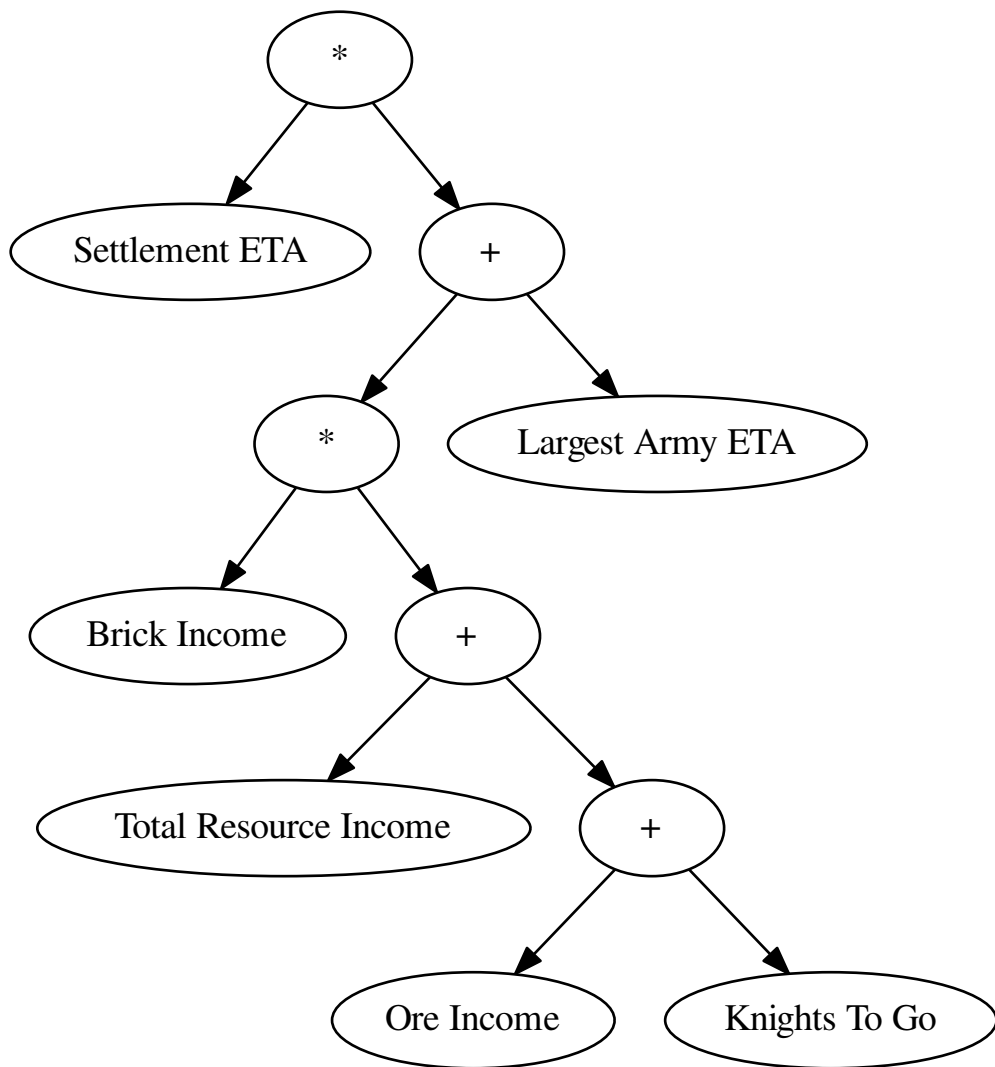 *
Settlement ETA
+
*
Largest Army ETA
Brick Income
+
Total Resource Income
+
Ore Income
Knights To Go